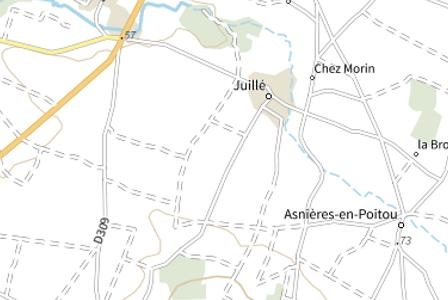 57
Chez Morin
Juillé
la Bro
Asnières-en-Poitou
D309
73